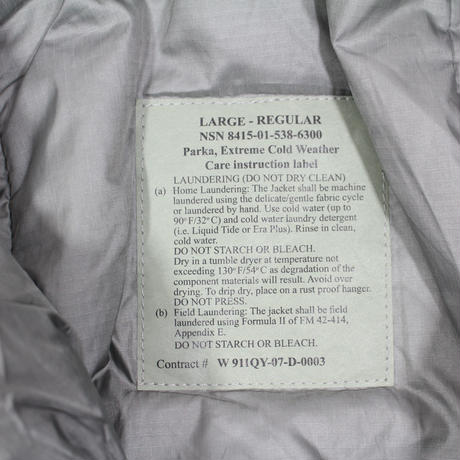 LARGE - REGULAR
NSN 8415-01-538-6300
Parka, Extreme Cold Weather
Care instruction label
LAUNDERING (DO NOT DRY CLEAN)
(a) Home Laundering: The Jacket shall be machine
laundered using the delicate/gentle fabric cycle
or laundered by hand. Use cold water (up to
90°F/32°C) and cold water laundry detergent
(i.e. Liquid Tide or Era Plus). Rinse in clean,
cold water.
DO NOT STARCH OR BLEACH.
Dry in a tumble dryer at temperature not
exceeding 130°F/54°C as degradation of the
component materials will result. Avoid over
drying. To drip dry, place on a rust proof hanger.
DO NOT PRESS.
(b) Field Laundering: The jacket shall be field
laundered using Formula II of FM 42-414,
Appendix E.
DO NOT STARCH OR BLEACH.
Contract # W 911QY-07-D-0003